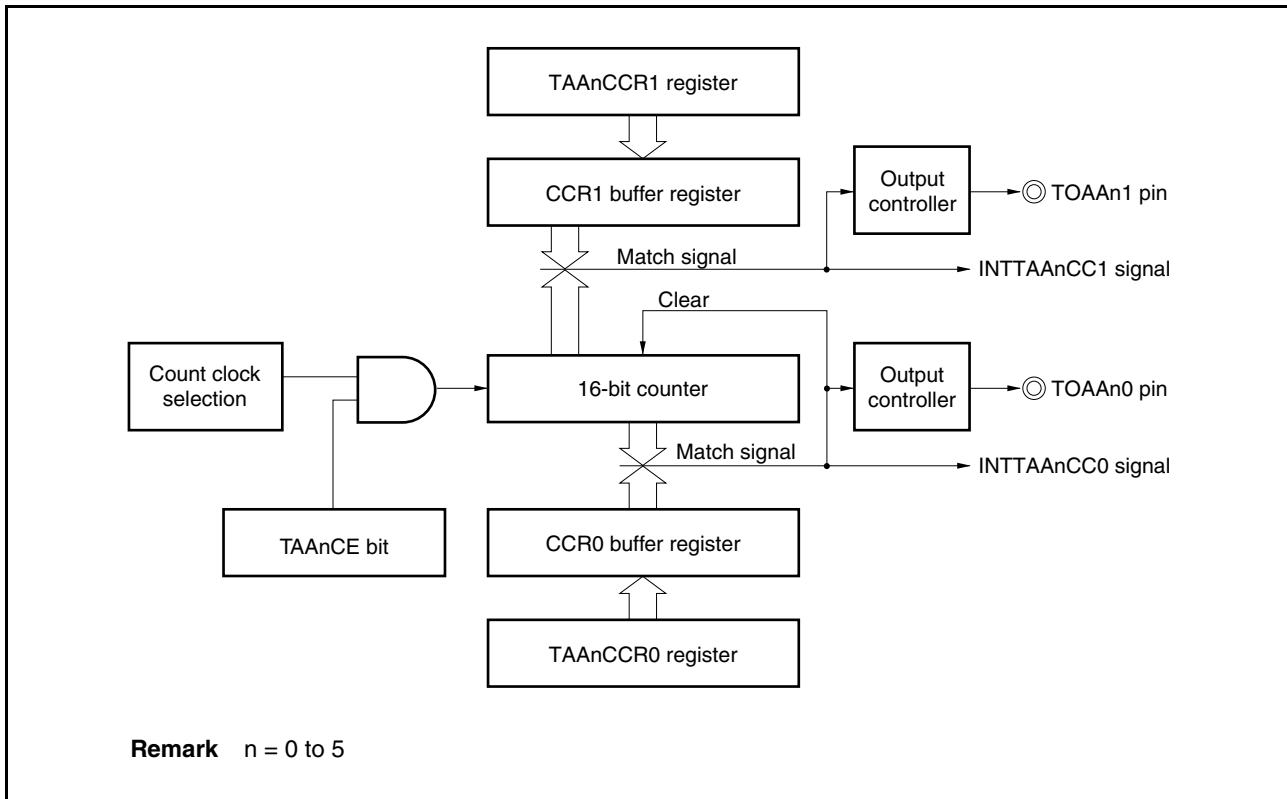 TAAnCCR1 register
CCR1 buffer register
Output
controller
TOAAn1 pin
Match signal
INTTAAnCC1 signal
Clear
Count clock
selection
16-bit counter
Output
controller
TOAAn0 pin
Match signal
INTTAAnCC0 signal
TAAnCE bit
CCR0 buffer register
TAAnCCR0 register
Remark n = 0 to 5